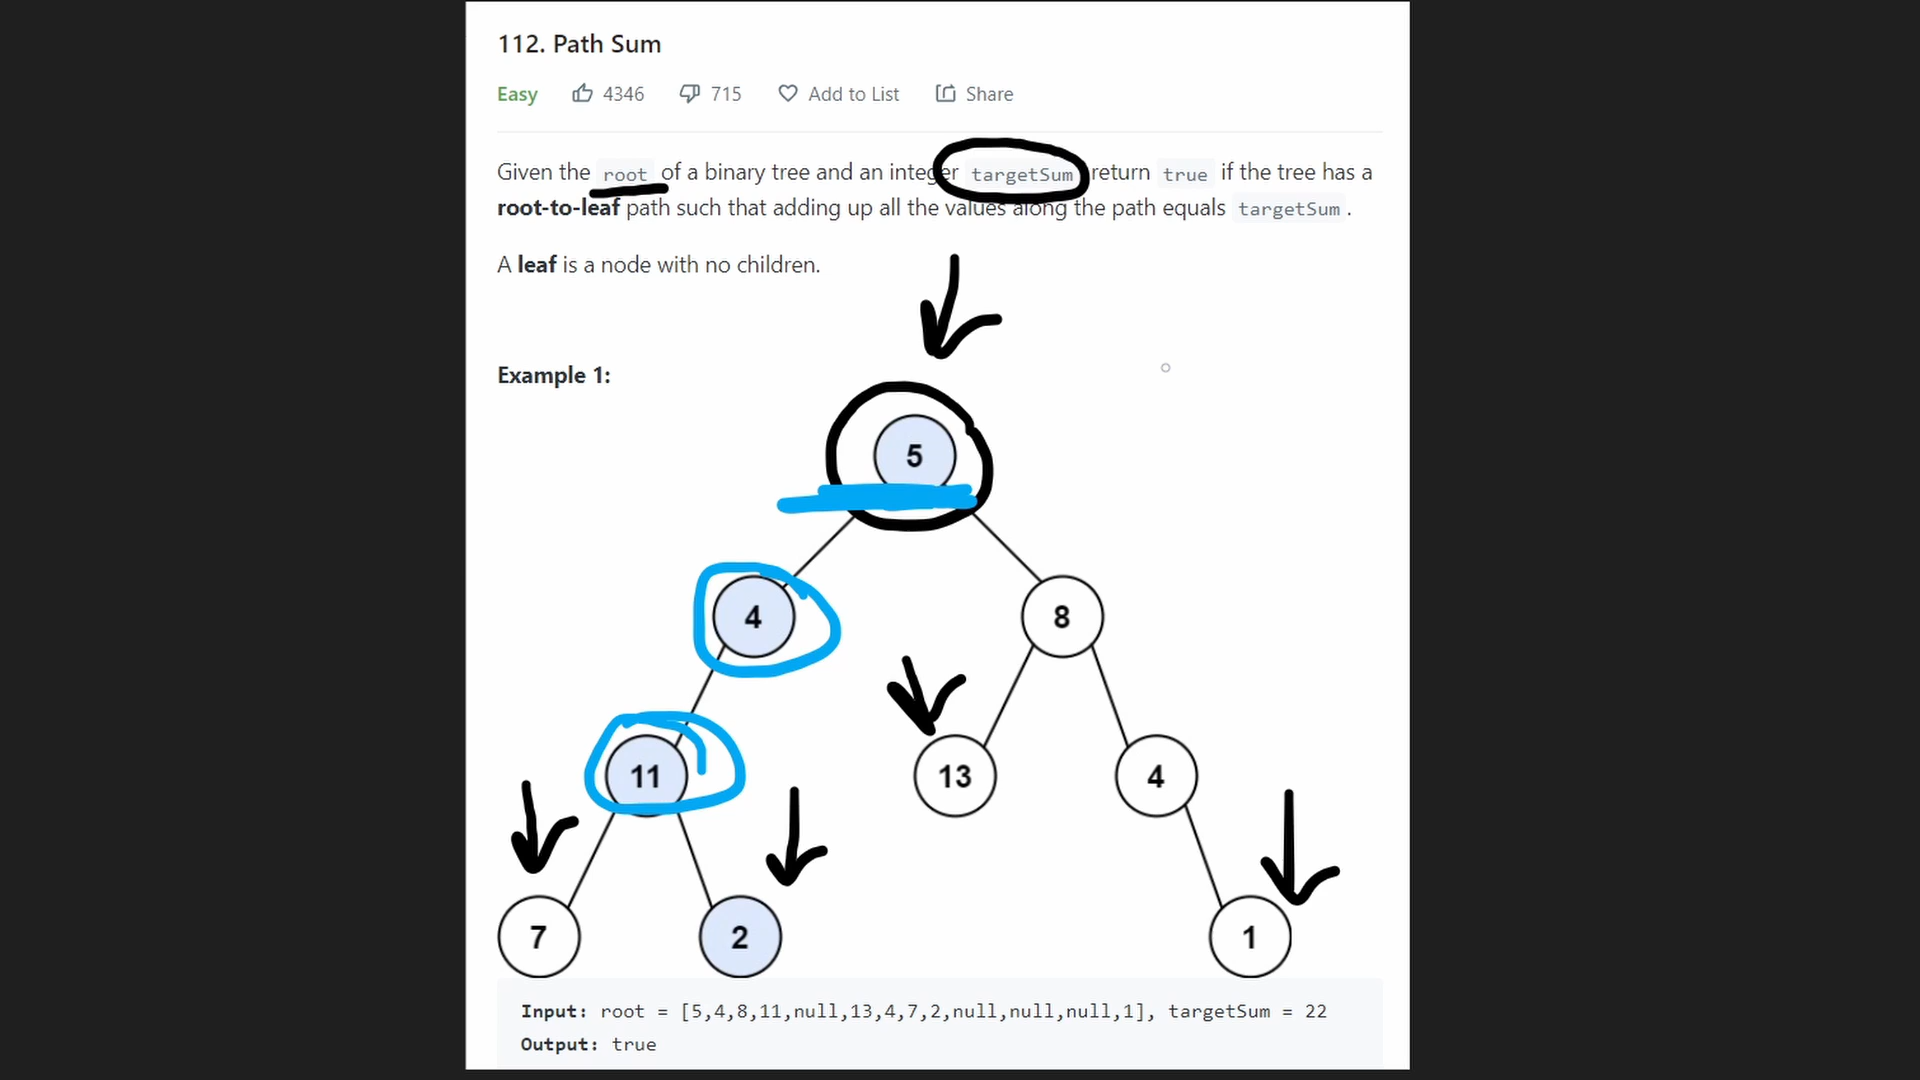 112. Path Sum
Easy 4346 715 Add to List Share
Given the root of a binary tree and an integer targetSum return true if the tree has a
root-to-leaf path such that adding up all the values along the path equals targetSum.
A leaf is a node with no children.
Example 1:
5
4 8
11 13 4
7 2 1
Input: root = [5,4,8,11,null,13,4,7,2,null,null,null,1], targetSum = 22
Output: true